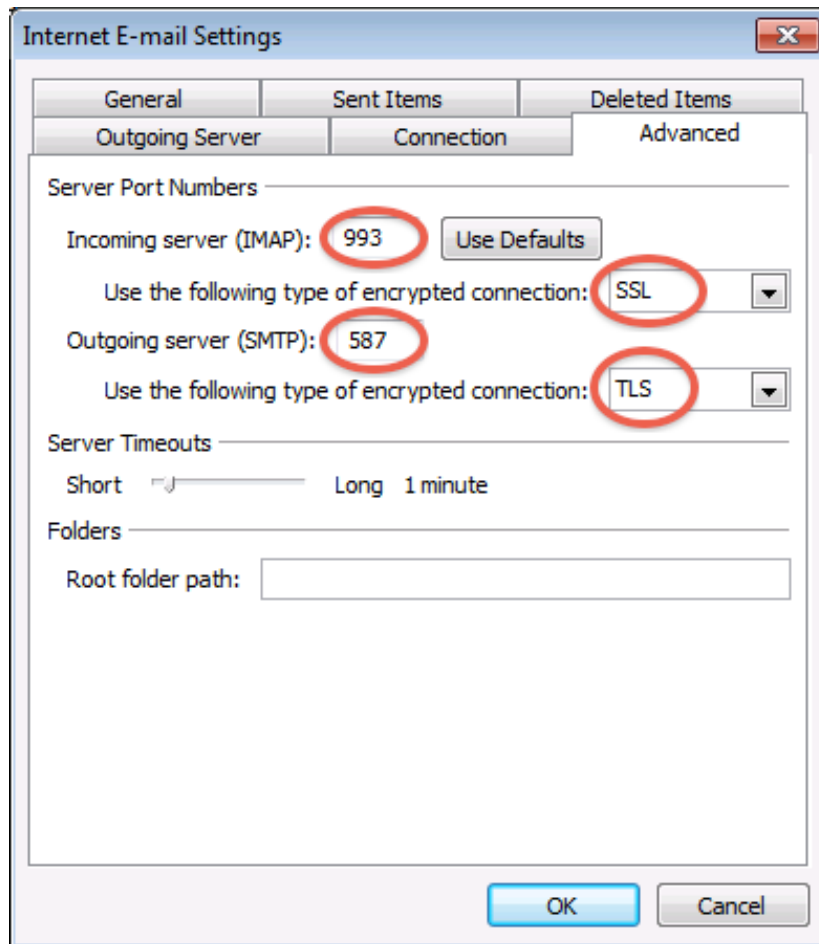 Internet E-mail Settings
General Sent Items Deleted Items
Outgoing Server Connection Advanced
Server Port Numbers
Incoming server (IMAP): 993 Use Defaults
Use the following type of encrypted connection: SSL
Outgoing server (SMTP): 587
Use the following type of encrypted connection: TLS
Server Timeouts
Short Long 1 minute
Folders
Root folder path:
OK Cancel